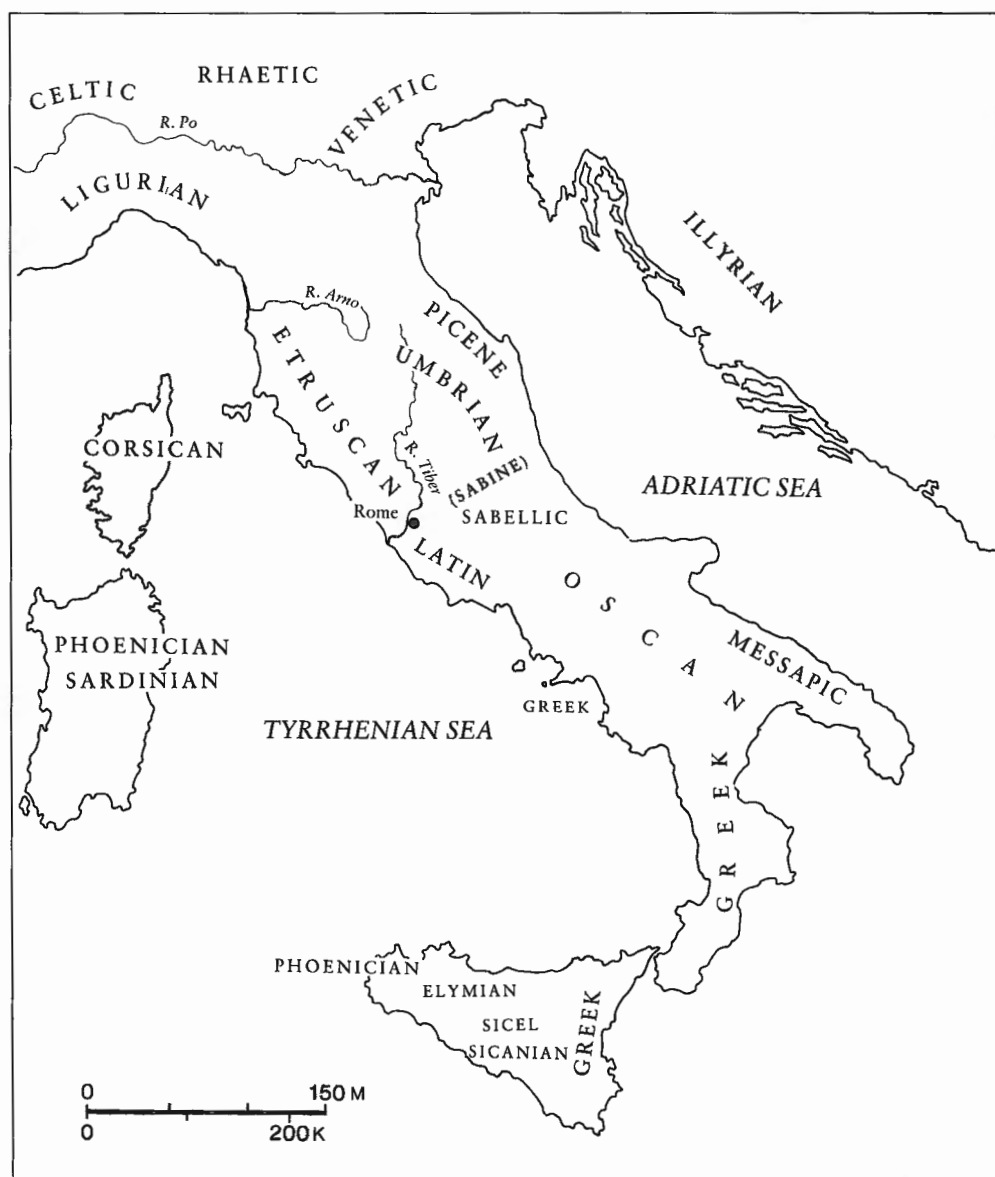 RHAETIC
CELTIC
VENETIC
R. Po
LIGURIAN
ILLYRIAN
R. Arno
PICENE
ETRUSCAN
UMBRIAN
CORSICAN
R. Tiber
(SABINE)
ADRIATIC SEA
Rome
SABELLIC
LATIN
OSCAN
PHOENICIAN
SARDINIAN
MESSAPIC
GREEK
TYRRHENIAN SEA
GREEK
PHOENICIAN
ELYMIAN
SICEL
SICANIAN
GREEK
0 150 M
0 200 K